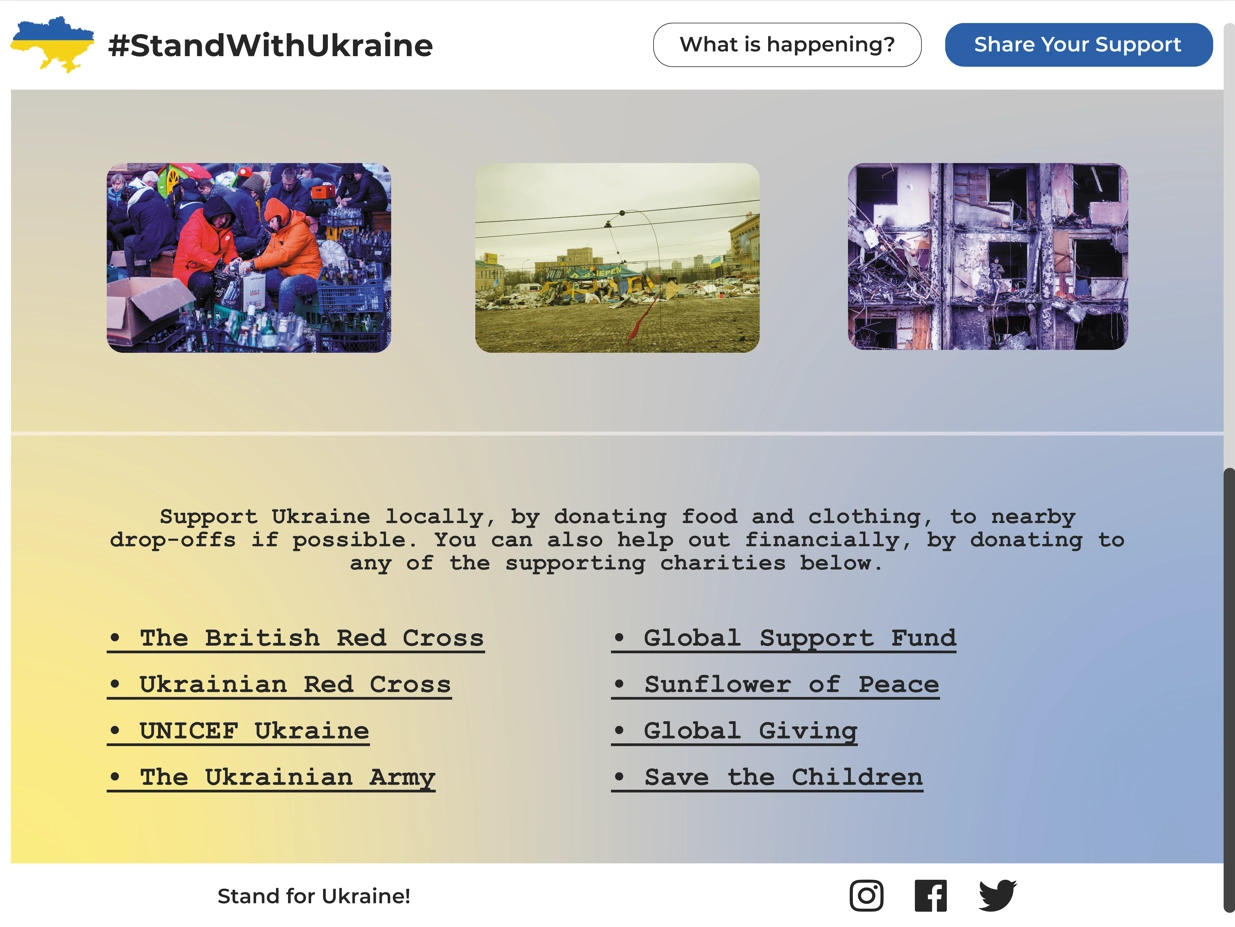 #StandWithUkraine
What is happening?
Share Your Support
Support Ukraine locally, by donating food and clothing, to nearby
drop-offs if possible. You can also help out financially, by donating to
any of the supporting charities below.
• The British Red Cross
• Ukrainian Red Cross
• UNICEF Ukraine
• The Ukrainian Army
• Global Support Fund
• Sunflower of Peace
• Global Giving
• Save the Children
Stand for Ukraine!